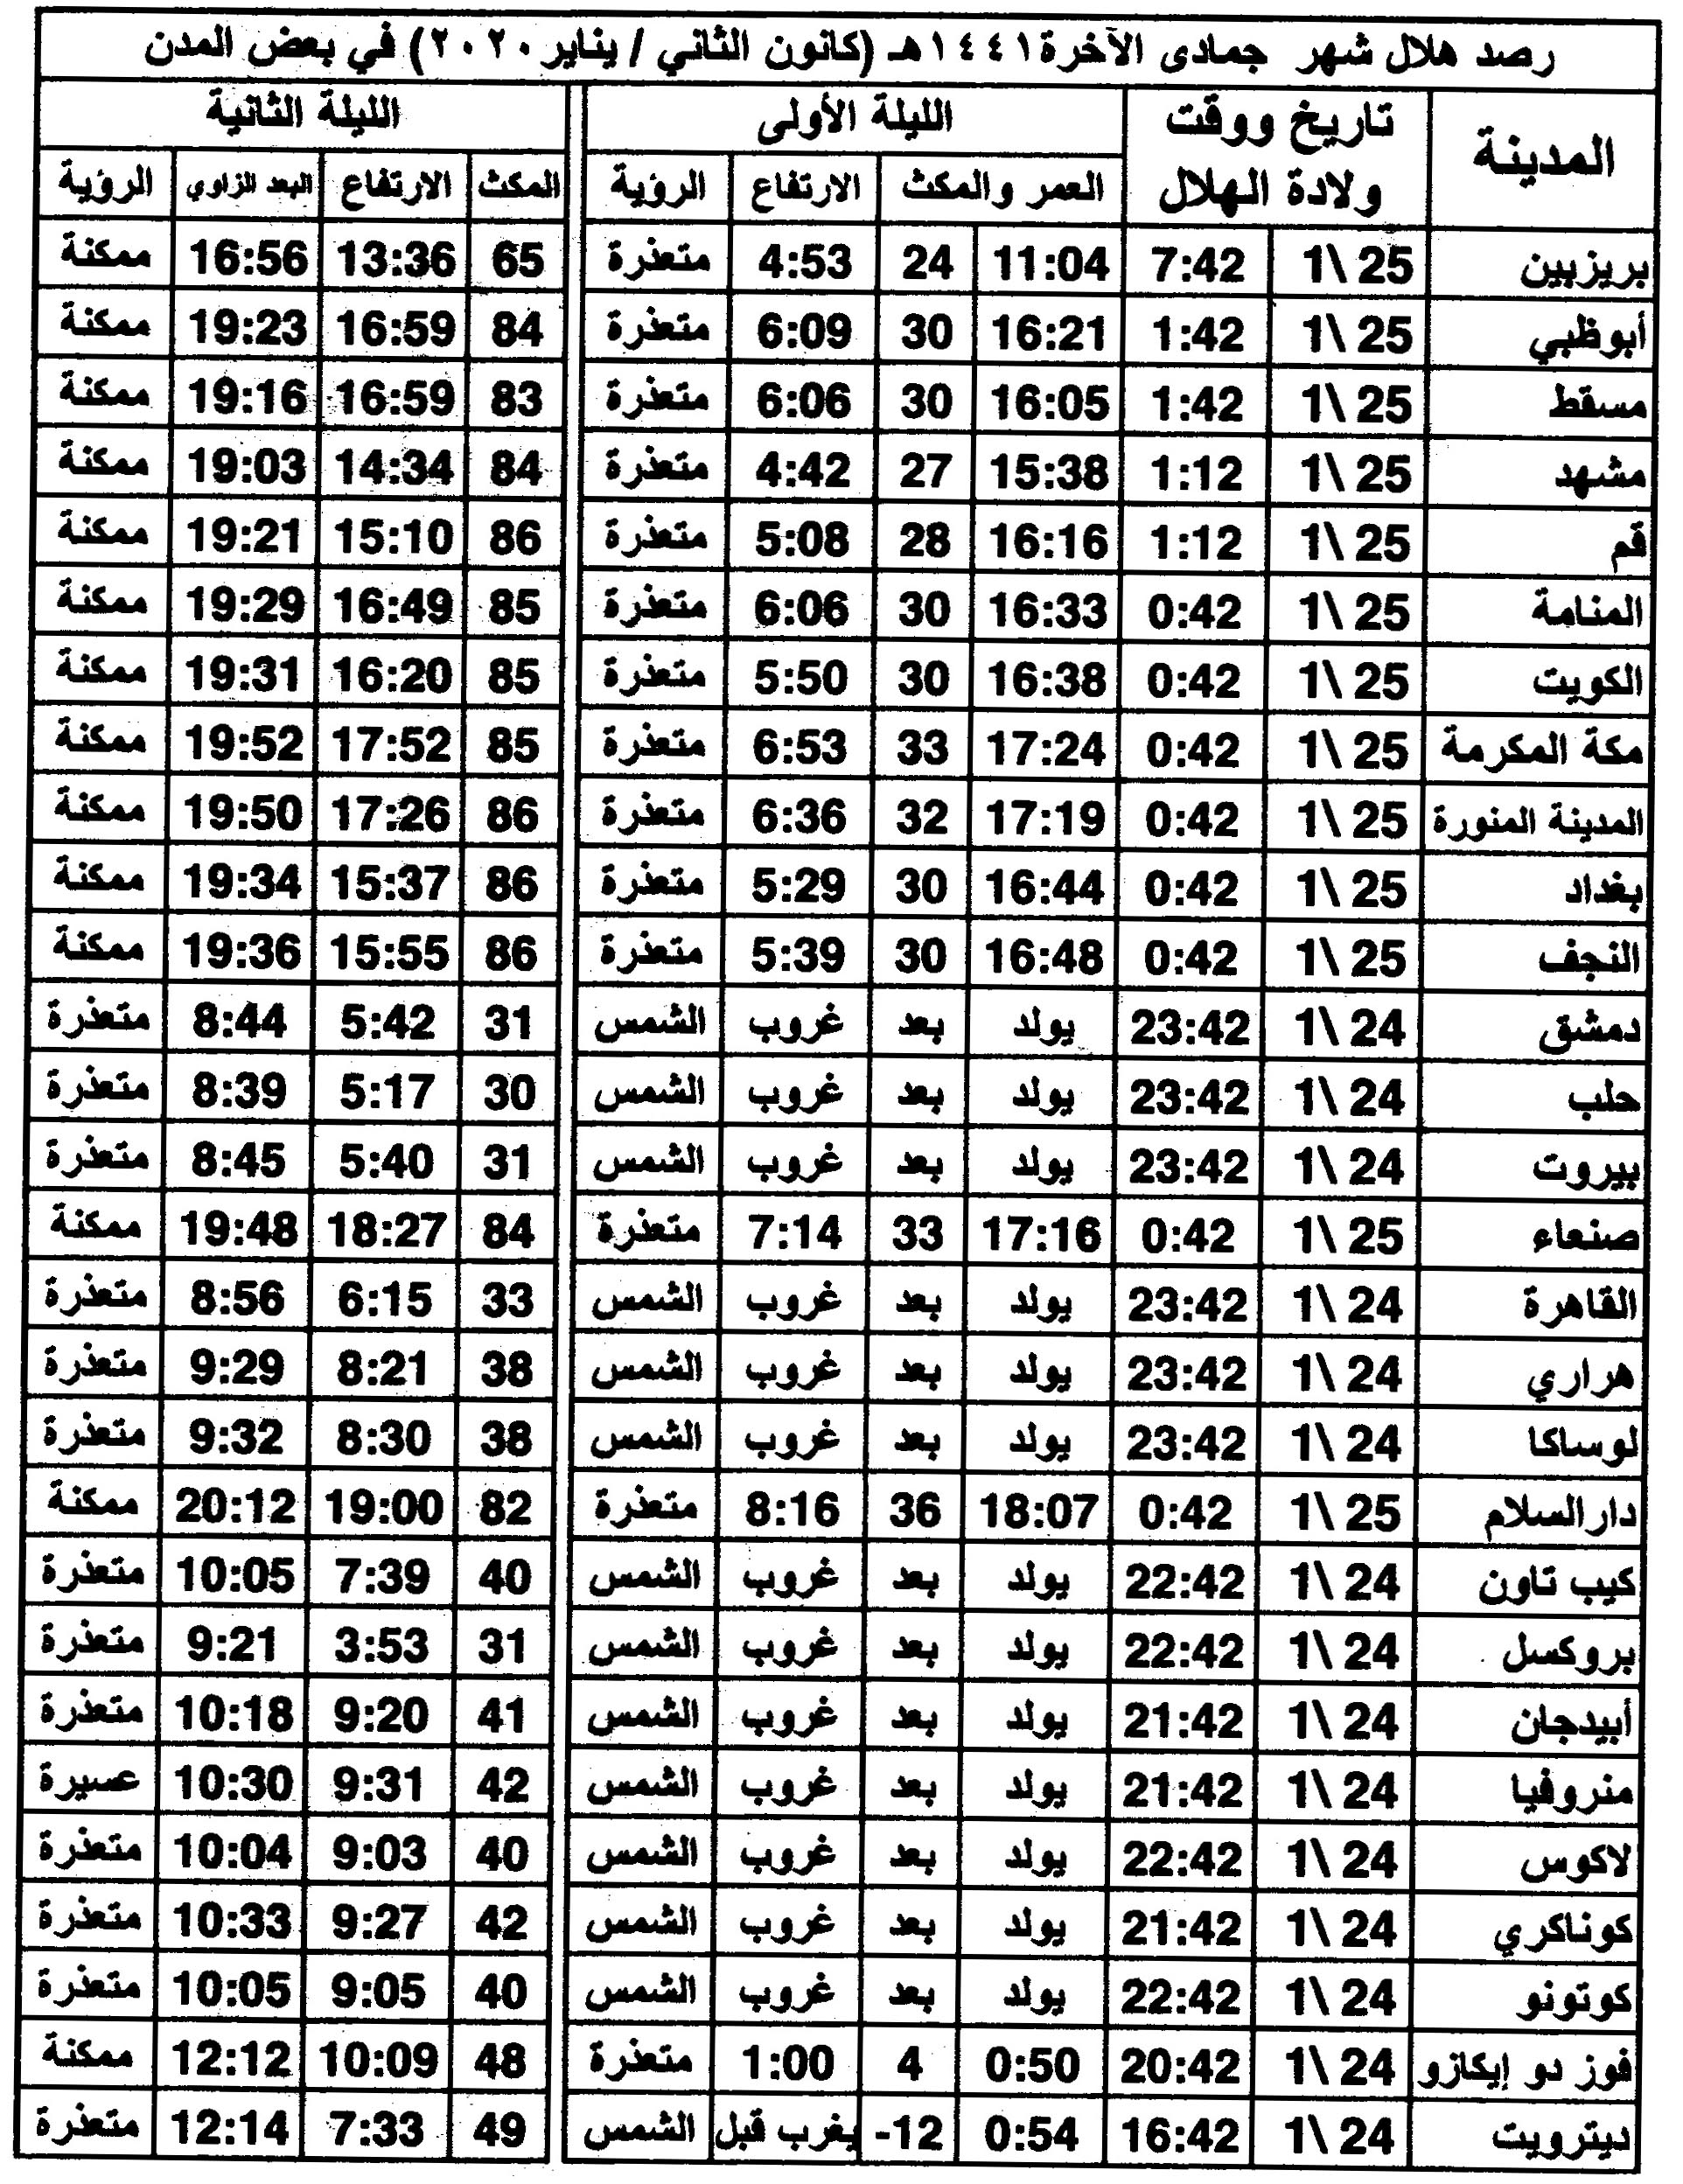 رصد هلال شهر جمادى الآخرة ١٤٤١هـ (كانون الثاني / يناير ٢٠٢٠) في بعض المدن
المدينة تاريخ ووقت ولادة الهلال الليلة الأولى الليلة الثانية
العمر والمكث الارتفاع الرؤية المكث الارتفاع البعد الزاوي الرؤية
بريزبين 25 \1 7:42 11:04 24 4:53 متعذرة 65 13:36 16:56 ممكنة
أبوظبي 25 \1 1:42 16:21 30 6:09 متعذرة 84 16:59 19:23 ممكنة
مسقط 25 \1 1:42 16:05 30 6:06 متعذرة 83 16:59 19:16 ممكنة
مشهد 25 \1 1:12 15:38 27 4:42 متعذرة 84 14:34 19:03 ممكنة
قم 25 \1 1:12 16:16 28 5:08 متعذرة 86 15:10 19:21 ممكنة
المنامة 25 \1 0:42 16:33 30 6:06 متعذرة 85 16:49 19:29 ممكنة
الكويت 25 \1 0:42 16:38 30 5:50 متعذرة 85 16:20 19:31 ممكنة
مكة المكرمة 25 \1 0:42 17:24 33 6:53 متعذرة 85 17:52 19:52 ممكنة
المدينة المنورة 25 \1 0:42 17:19 32 6:36 متعذرة 86 17:26 19:50 ممكنة
بغداد 25 \1 0:42 16:44 30 5:29 متعذرة 86 15:37 19:34 ممكنة
النجف 25 \1 0:42 16:48 30 5:39 متعذرة 86 15:55 19:36 ممكنة
دمشق 24 \1 23:42 يولد بعد غروب الشمس 31 5:42 8:44 متعذرة
حلب 24 \1 23:42 يولد بعد غروب الشمس 30 5:17 8:39 متعذرة
بيروت 24 \1 23:42 يولد بعد غروب الشمس 31 5:40 8:45 متعذرة
صنعاء 25 \1 0:42 17:16 33 7:14 متعذرة 84 18:27 19:48 ممكنة
القاهرة 24 \1 23:42 يولد بعد غروب الشمس 33 6:15 8:56 متعذرة
هراري 24 \1 23:42 يولد بعد غروب الشمس 38 8:21 9:29 متعذرة
لوساكا 24 \1 23:42 يولد بعد غروب الشمس 38 8:30 9:32 متعذرة
دارالسلام 25 \1 0:42 18:07 36 8:16 متعذرة 82 19:00 20:12 ممكنة
كيب تاون 24 \1 22:42 يولد بعد غروب الشمس 40 7:39 10:05 متعذرة
بروكسل 24 \1 22:42 يولد بعد غروب الشمس 31 3:53 9:21 متعذرة
أبيدجان 24 \1 21:42 يولد بعد غروب الشمس 41 9:20 10:18 متعذرة
منروفيا 24 \1 21:42 يولد بعد غروب الشمس 42 9:31 10:30 عسيرة
لاكوس 24 \1 22:42 يولد بعد غروب الشمس 40 9:03 10:04 متعذرة
كوناكري 24 \1 21:42 يولد بعد غروب الشمس 42 9:27 10:33 متعذرة
كوتونو 24 \1 22:42 يولد بعد غروب الشمس 40 9:05 10:05 متعذرة
فوز دو إيكازو 24 \1 20:42 0:50 4 1:00 متعذرة 48 10:09 12:12 ممكنة
ديترويت 24 \1 16:42 0:54 -12 يغرب قبل الشمس 49 7:33 12:14 متعذرة